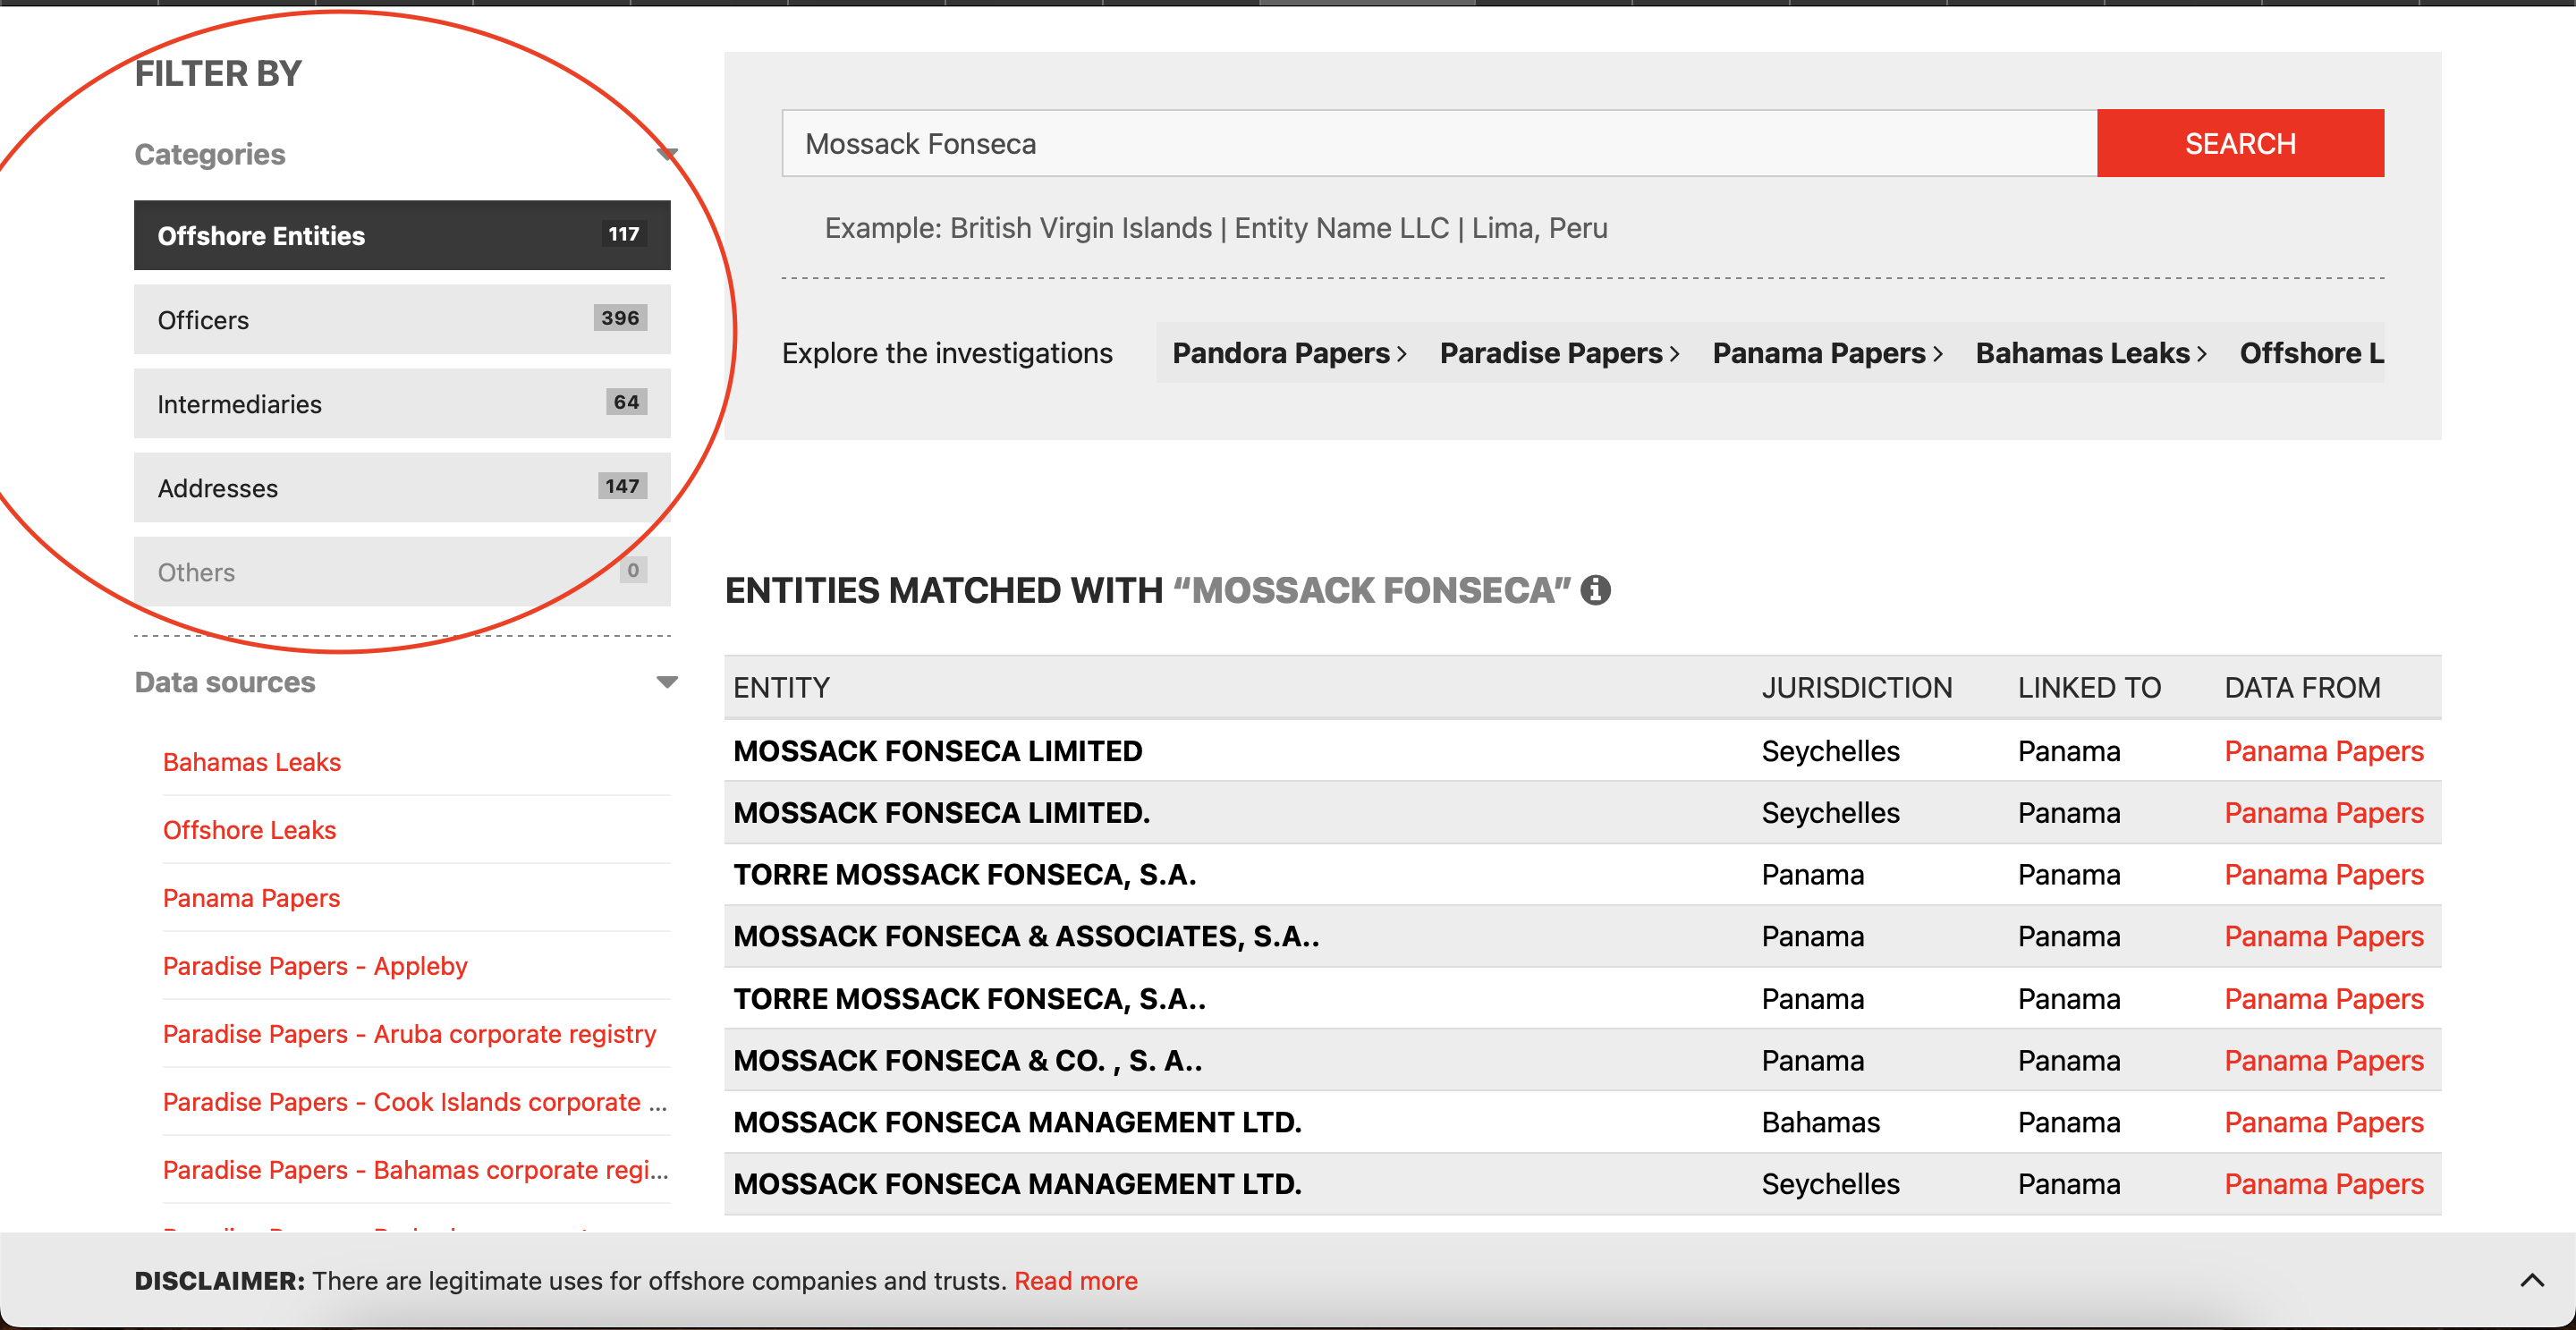 FILTER BY
Categories
Offshore Entities 117
Officers 396
Intermediaries 64
Addresses 147
Others 0
Data sources
Bahamas Leaks
Offshore Leaks
Panama Papers
Paradise Papers - Appleby
Paradise Papers - Aruba corporate registry
Paradise Papers - Cook Islands corporate ...
Paradise Papers - Bahamas corporate regi...
Mossack Fonseca SEARCH
Example: British Virgin Islands | Entity Name LLC | Lima, Peru
Explore the investigations Pandora Papers > Paradise Papers > Panama Papers > Bahamas Leaks > Offshore L
ENTITIES MATCHED WITH “MOSSACK FONSECA”
ENTITY JURISDICTION LINKED TO DATA FROM
MOSSACK FONSECA LIMITED Seychelles Panama Panama Papers
MOSSACK FONSECA LIMITED. Seychelles Panama Panama Papers
TORRE MOSSACK FONSECA, S.A. Panama Panama Panama Papers
MOSSACK FONSECA & ASSOCIATES, S.A.. Panama Panama Panama Papers
TORRE MOSSACK FONSECA, S.A.. Panama Panama Panama Papers
MOSSACK FONSECA & CO. , S. A.. Panama Panama Panama Papers
MOSSACK FONSECA MANAGEMENT LTD. Bahamas Panama Panama Papers
MOSSACK FONSECA MANAGEMENT LTD. Seychelles Panama Panama Papers
DISCLAIMER: There are legitimate uses for offshore companies and trusts. Read more